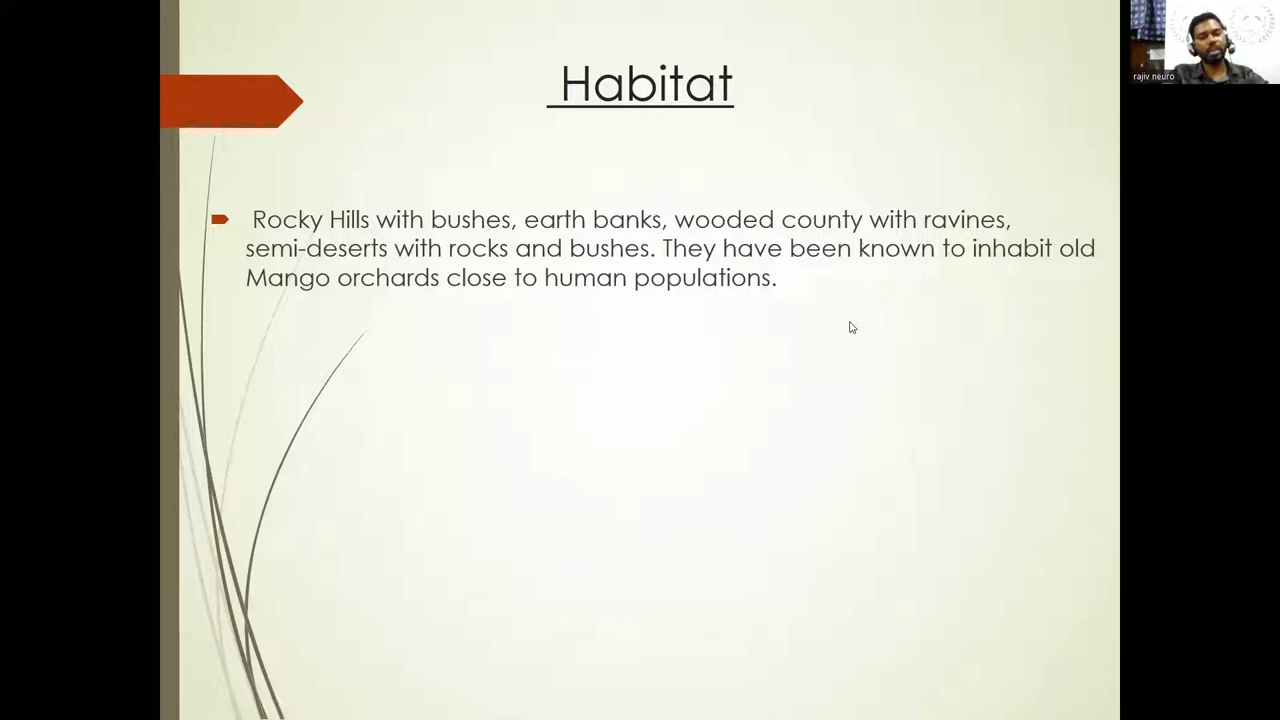 Habitat
Rocky Hills with bushes, earth banks, wooded county with ravines,
semi-deserts with rocks and bushes. They have been known to inhabit old
Mango orchards close to human populations.
rajiv neuro